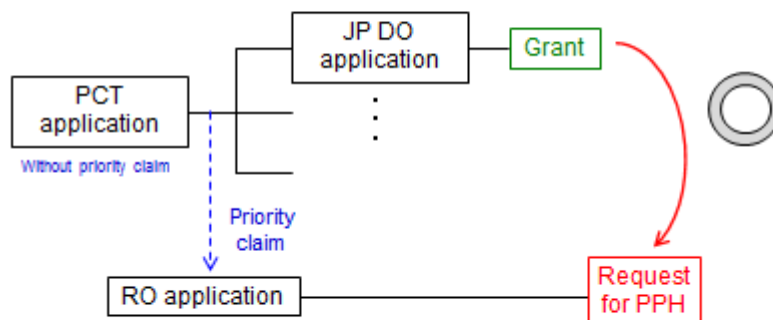 JP DO
application
Grant
PCT
application
Without priority claim
Priority
claim
RO application
Request
for PPH